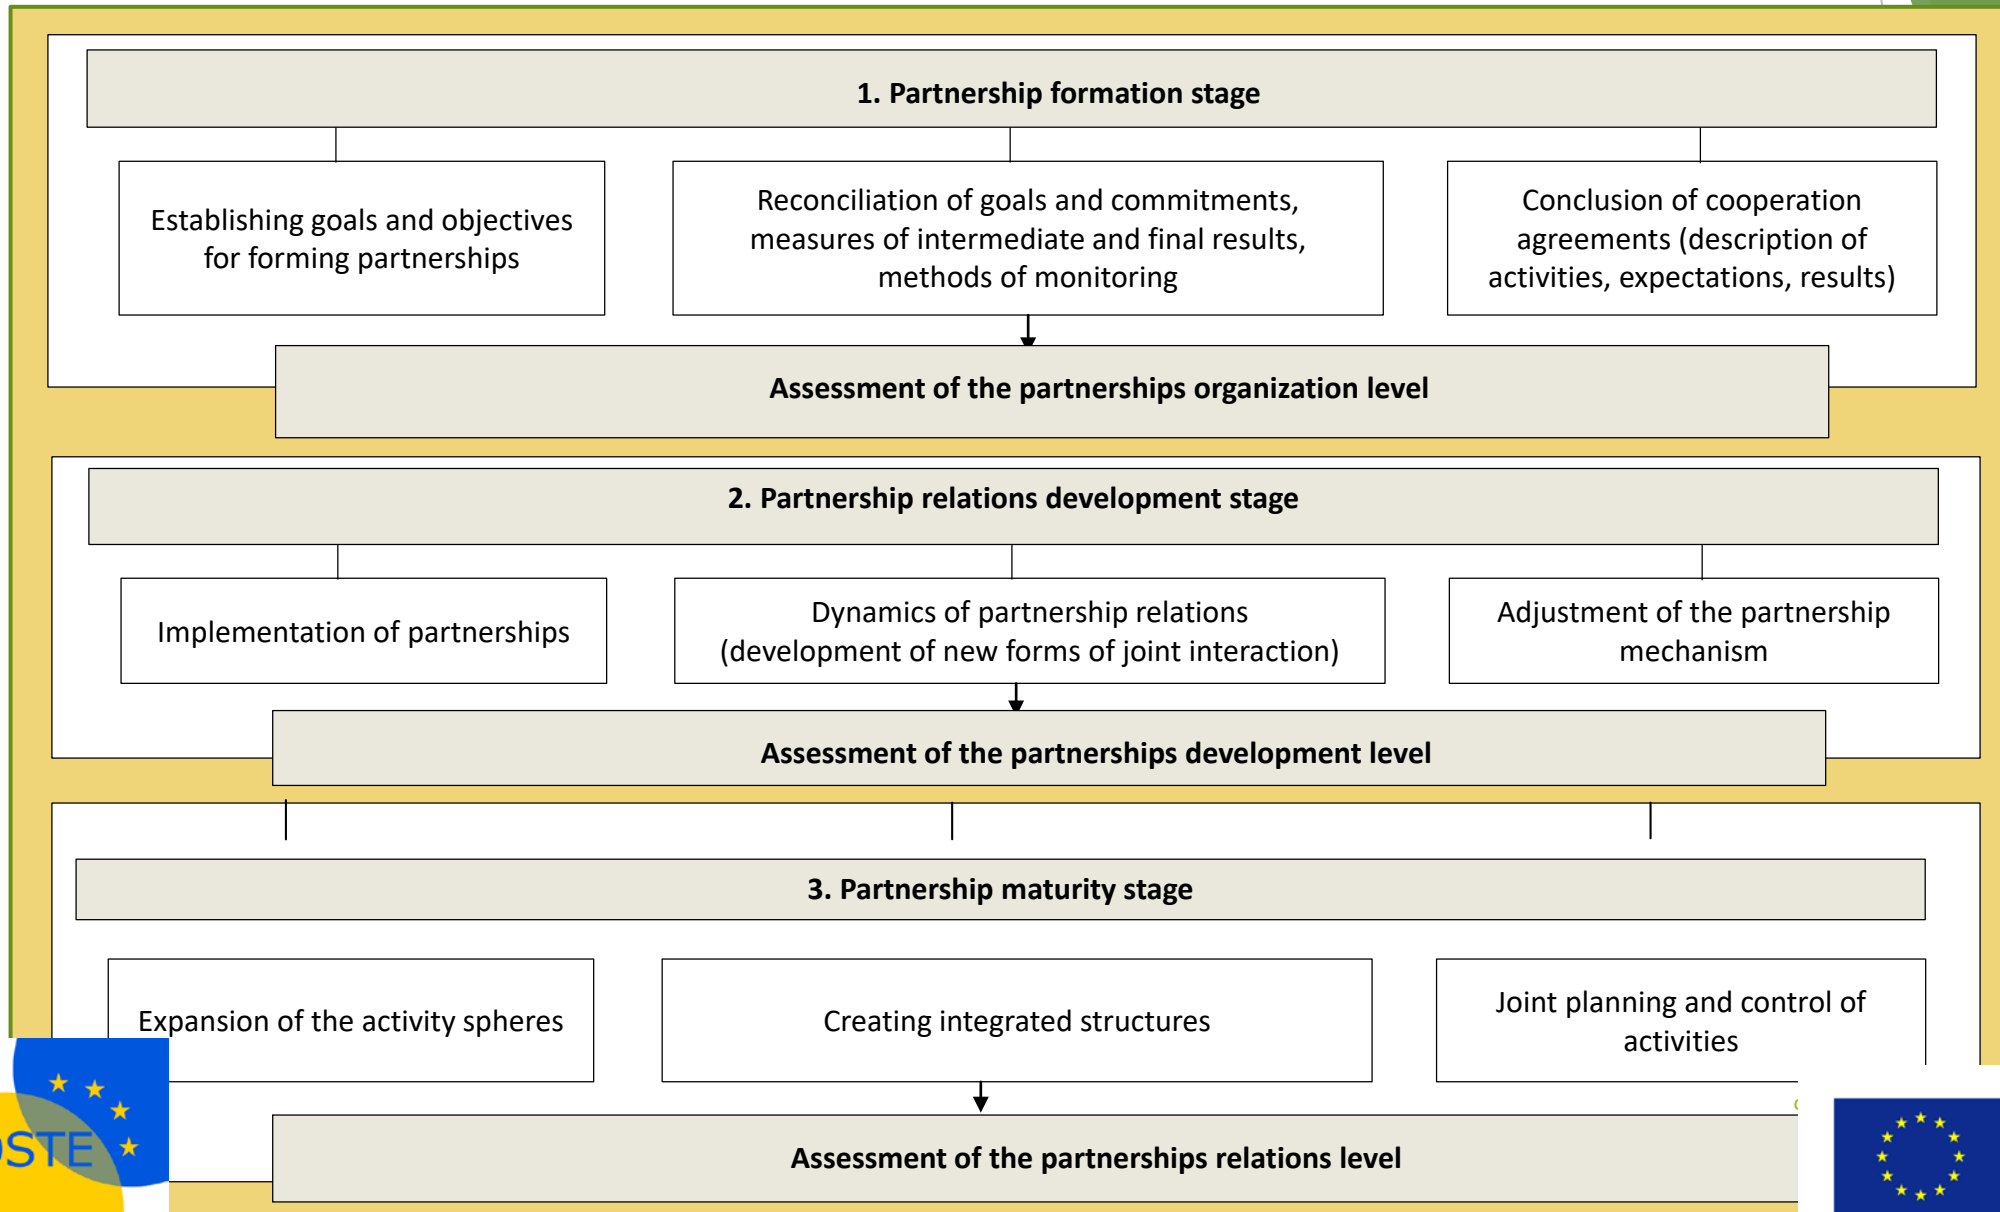 1. Partnership formation stage
Establishing goals and objectives
for forming partnerships
Reconciliation of goals and commitments,
measures of intermediate and final results,
methods of monitoring
Conclusion of cooperation
agreements (description of
activities, expectations, results)
Assessment of the partnerships organization level
2. Partnership relations development stage
Implementation of partnerships
Dynamics of partnership relations
(development of new forms of joint interaction)
Adjustment of the partnership
mechanism
Assessment of the partnerships development level
3. Partnership maturity stage
Expansion of the activity spheres
Creating integrated structures
Joint planning and control of
activities
Assessment of the partnerships relations level